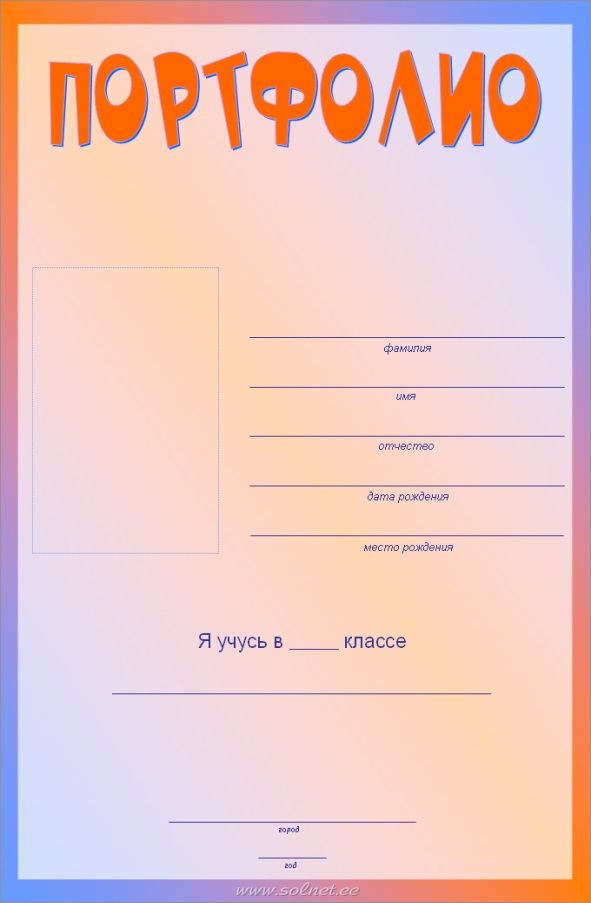 ПОРТФОЛИО
фамилия
имя
отчество
дата рождения
место рождения
Я учусь в _____ классе
город
год
www.solnet.ee